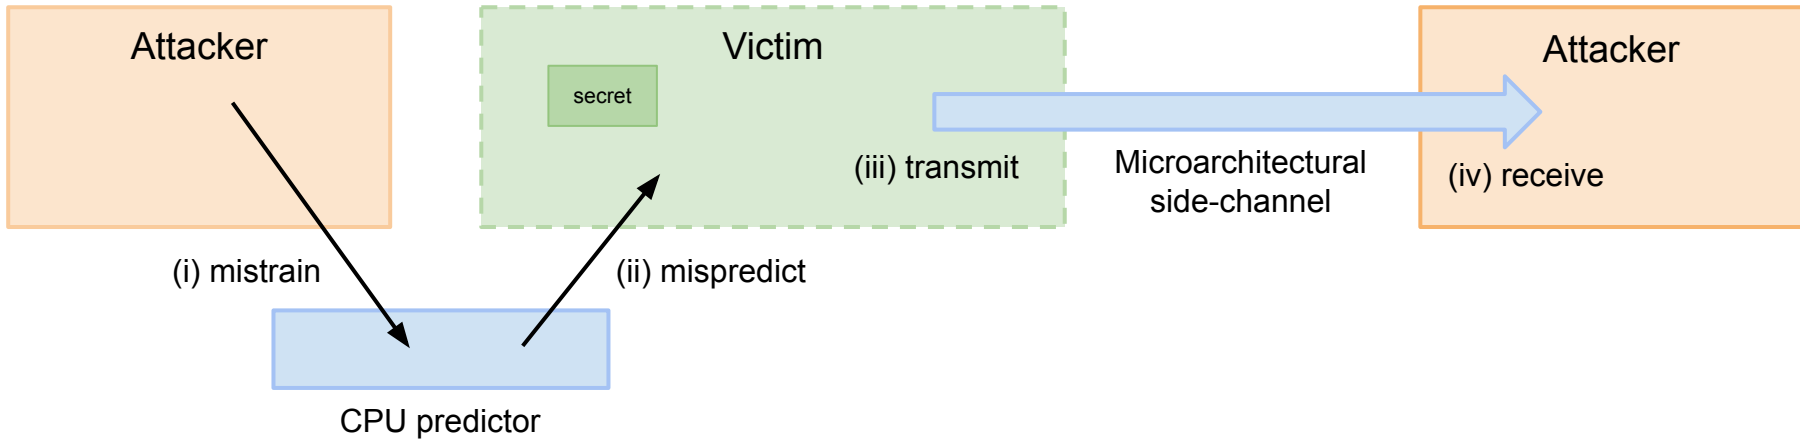 Attacker
Victim
Attacker
secret
(iii) transmit
Microarchitectural
side-channel
(iv) receive
(i) mistrain
(ii) mispredict
CPU predictor